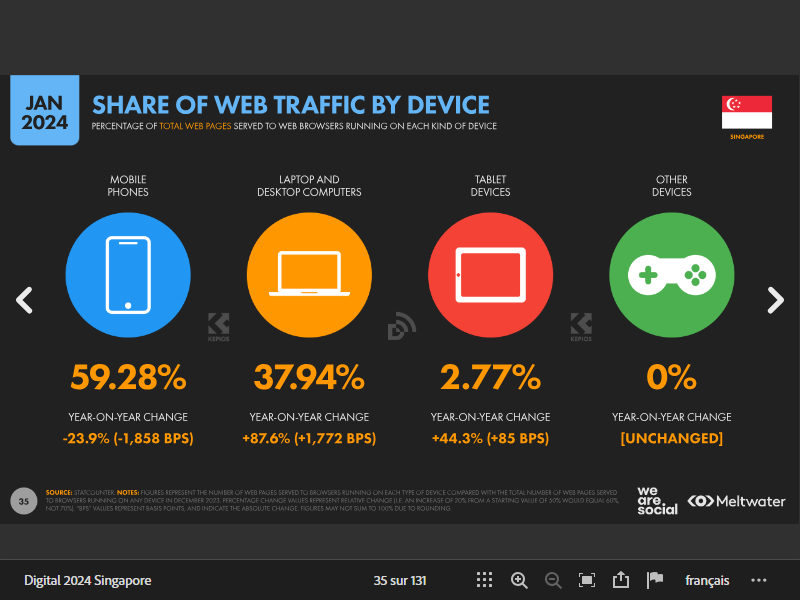 JAN
2024
SHARE OF WEB TRAFFIC BY DEVICE
PERCENTAGE OF TOTAL WEB PAGES SERVED TO WEB BROWSERS RUNNING ON EACH KIND OF DEVICE
SINGAPORE
MOBILE
PHONES
LAPTOP AND
DESKTOP COMPUTERS
TABLET
DEVICES
OTHER
DEVICES
KEPIOS
KEPIOS
59.28%
37.94%
2.77%
0%
YEAR-ON-YEAR CHANGE
YEAR-ON-YEAR CHANGE
YEAR-ON-YEAR CHANGE
YEAR-ON-YEAR CHANGE
-23.9% (-1,858 BPS)
+87.6% (+1,772 BPS)
+44.3% (+85 BPS)
[UNCHANGED]
35
SOURCE: STATCOUNTER. NOTES: FIGURES REPRESENT THE NUMBER OF WEB PAGES SERVED TO BROWSERS RUNNING ON EACH TYPE OF DEVICE COMPARED WITH THE TOTAL NUMBER OF WEB PAGES SERVED
TO BROWSERS RUNNING ON ANY DEVICE IN DECEMBER 2023. PERCENTAGE CHANGE VALUES REPRESENT RELATIVE CHANGE (I.E. AN INCREASE OF 20% FROM A STARTING VALUE OF 50% WOULD EQUAL 60%,
NOT 70%). "BPS" VALUES REPRESENT BASIS POINTS, AND INDICATE THE ABSOLUTE CHANGE. FIGURES MAY NOT SUM TO 100% DUE TO ROUNDING.
we
are
social
Meltwater
Digital 2024 Singapore
35 sur 131
français